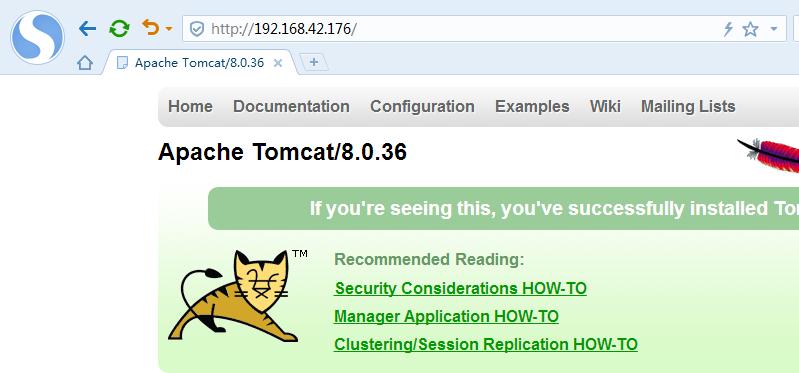 http://192.168.42.176/
Apache Tomcat/8.0.36
Home Documentation Configuration Examples Wiki Mailing Lists
Apache Tomcat/8.0.36
If you're seeing this, you've successfully installed
TM
Recommended Reading:
Security Considerations HOW-TO
Manager Application HOW-TO
Clustering/Session Replication HOW-TO